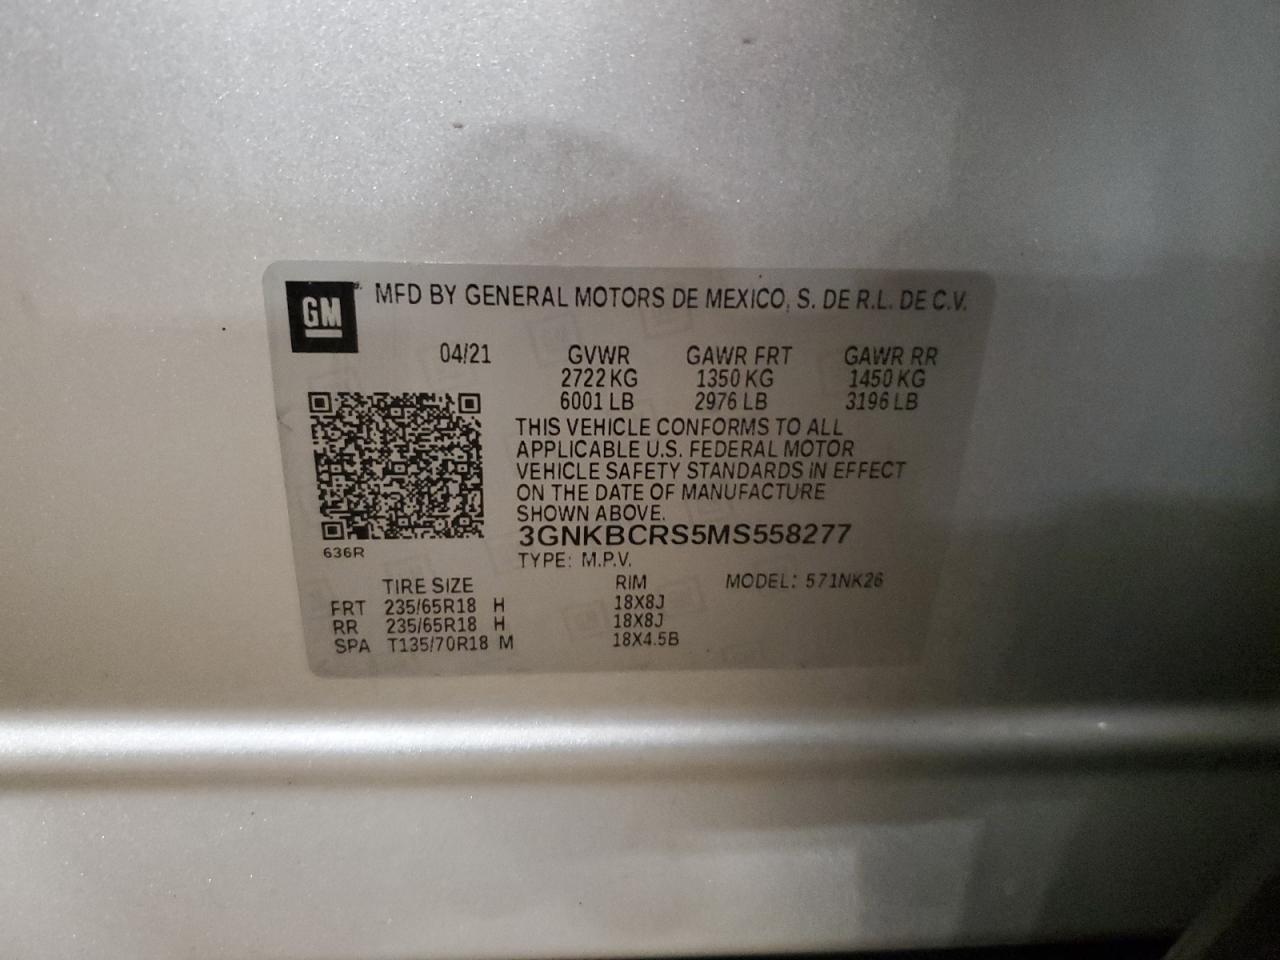 GM
MFD BY GENERAL MOTORS DE MEXICO, S. DE R.L. DE C.V.
04/21 GVWR GAWR FRT GAWR RR
2722 KG 1350 KG 1450 KG
6001 LB 2976 LB 3196 LB
THIS VEHICLE CONFORMS TO ALL
APPLICABLE U.S. FEDERAL MOTOR
VEHICLE SAFETY STANDARDS IN EFFECT
ON THE DATE OF MANUFACTURE
SHOWN ABOVE.
3GNKBCRS5MS558277
636R
TYPE: M.P.V.
TIRE SIZE RIM MODEL: 571NK26
FRT 235/65R18 H 18X8J
RR 235/65R18 H 18X8J
SPA T135/70R18 M 18X4.5B